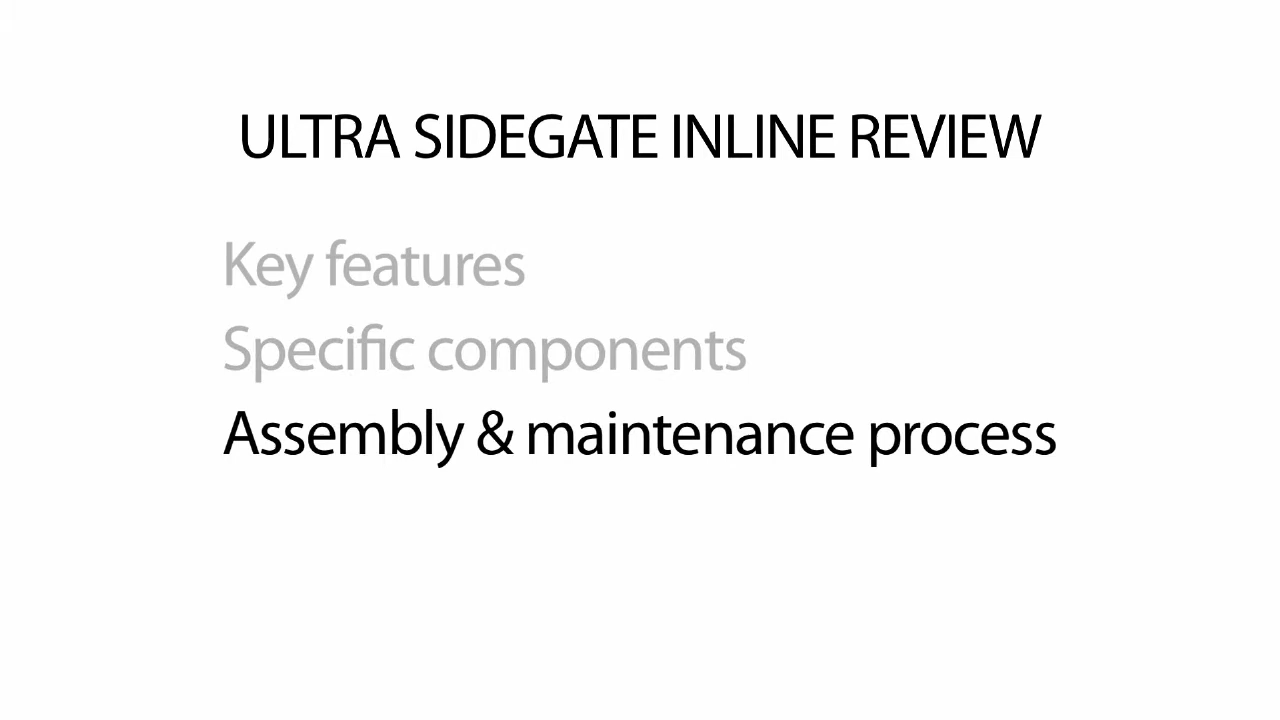 ULTRA SIDEGATE INLINE REVIEW
Key features
Specific components
Assembly & maintenance process